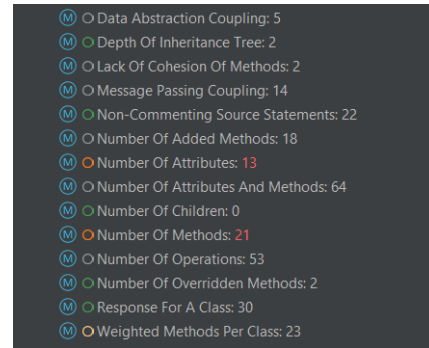 M Data Abstraction Coupling: 5
M Depth Of Inheritance Tree: 2
M Lack Of Cohesion Of Methods: 2
M Message Passing Coupling: 14
M Non-Commenting Source Statements: 22
M Number Of Added Methods: 18
M Number Of Attributes: 13
M Number Of Attributes And Methods: 64
M Number Of Children: 0
M Number Of Methods: 21
M Number Of Operations: 53
M Number Of Overridden Methods: 2
M Response For A Class: 30
M Weighted Methods Per Class: 23